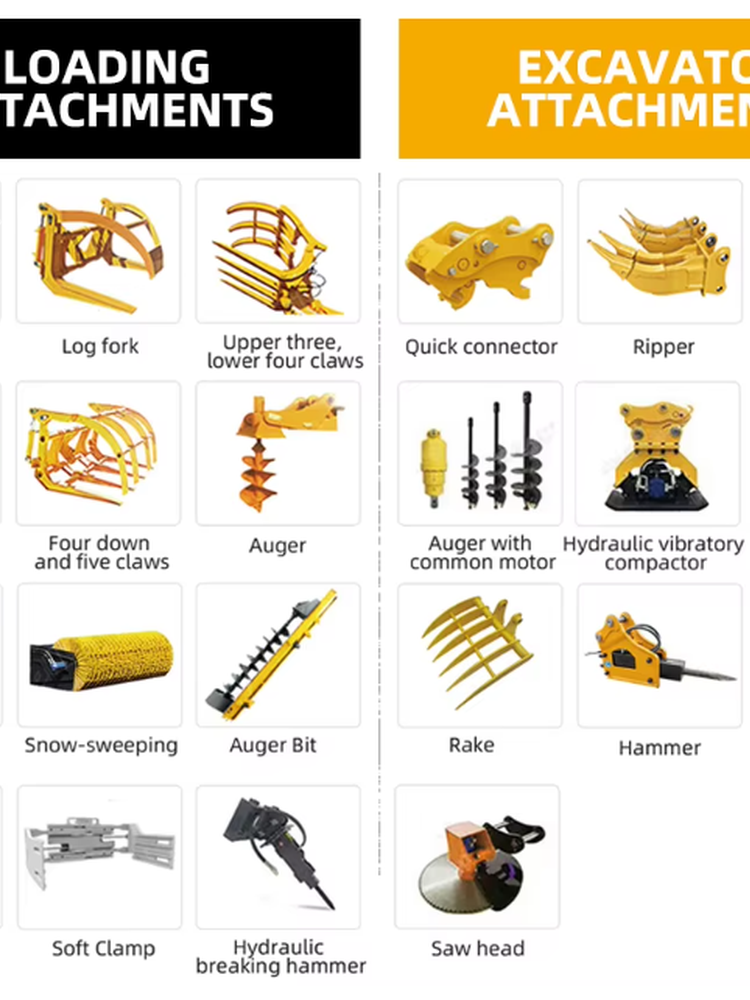 LOADING
TACHMENTS
EXCAVATO
ATTACHMEN
Log fork
Upper three,
lower four claws
Quick connector
Ripper
Four down
and five claws
Auger
Auger with
common motor
Hydraulic vibratory
compactor
Snow-sweeping
Auger Bit
Rake
Hammer
Soft Clamp
Hydraulic
breaking hammer
Saw head